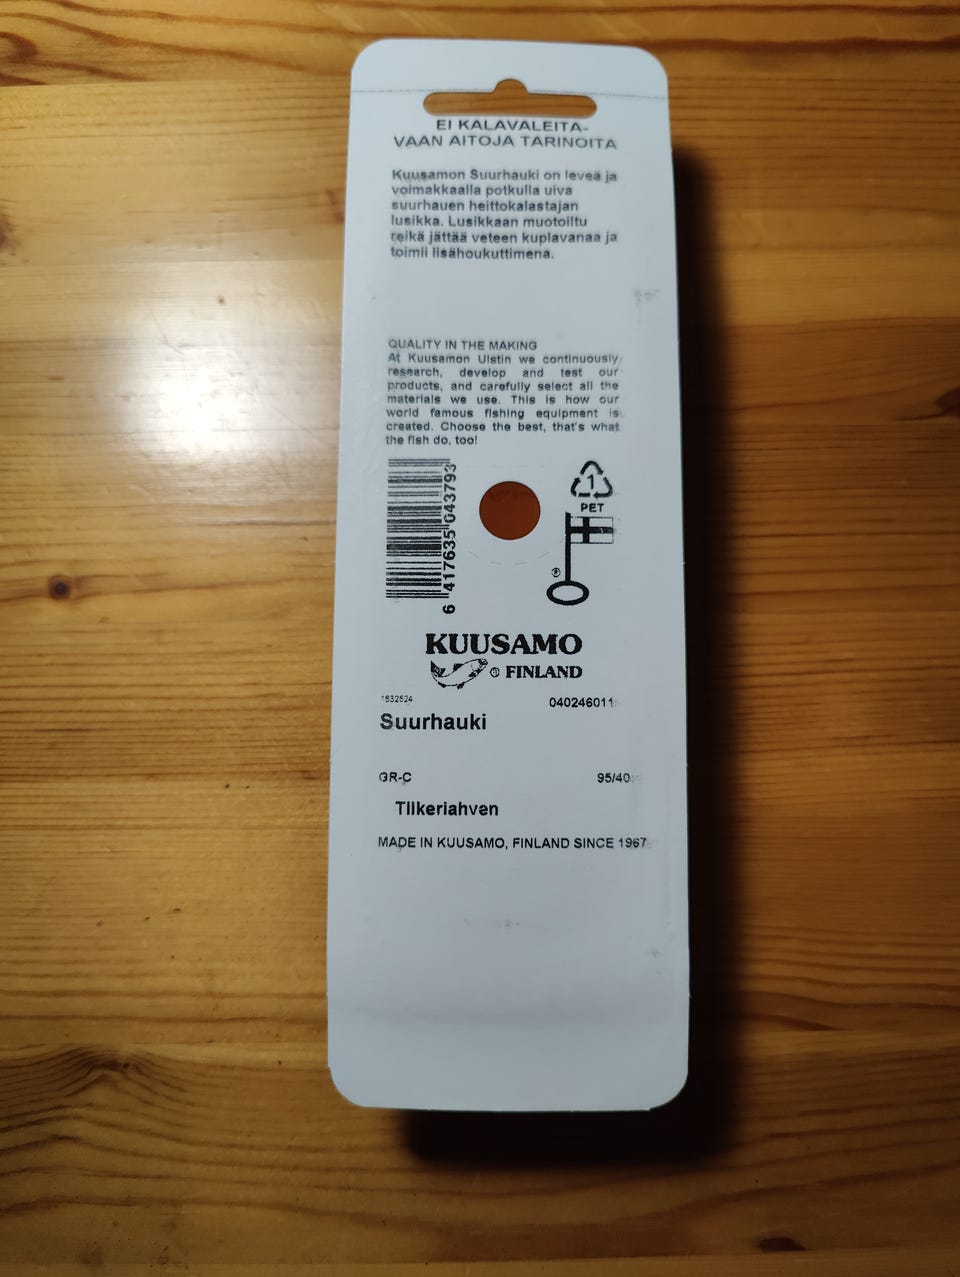 EI KALAVALEITA-
VAAN AITOJA TARINOITA
Kuusamon Suurhauki on leveä ja
voimakkaalla potkulla uiva
suurhauen heittokalastajan
lusikka. Lusikkaan muotoiltu
reikä jättää veteen kuplavanaa ja
toimii lisähoukuttimena.
QUALITY IN THE MAKING
At Kuusamon Uistin we continuously
research, develop and test our
products, and carefully select all the
materials we use. This is how our
world famous fishing equipment is
created. Choose the best, that's what
the fish do, too!
6 417635 043793
1
PET
®
KUUSAMO
® FINLAND
1632524
040246011
Suurhauki
GR-C
95/40
Tiikeriahven
MADE IN KUUSAMO, FINLAND SINCE 1967